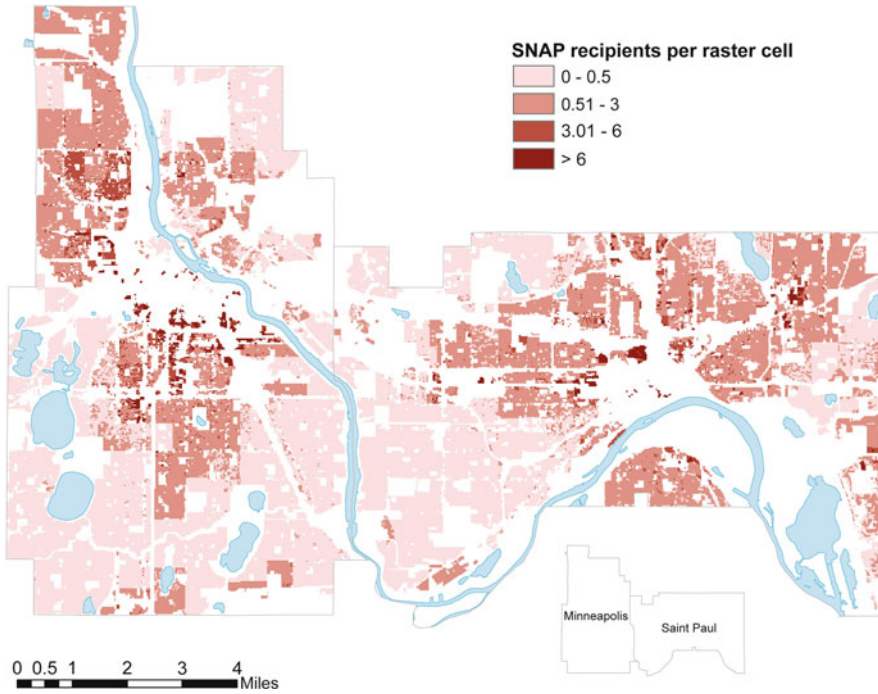 SNAP recipients per raster cell
0 - 0.5
0.51 - 3
3.01 - 6
> 6
Minneapolis
Saint Paul
0 0.5 1 2 3 4
Miles